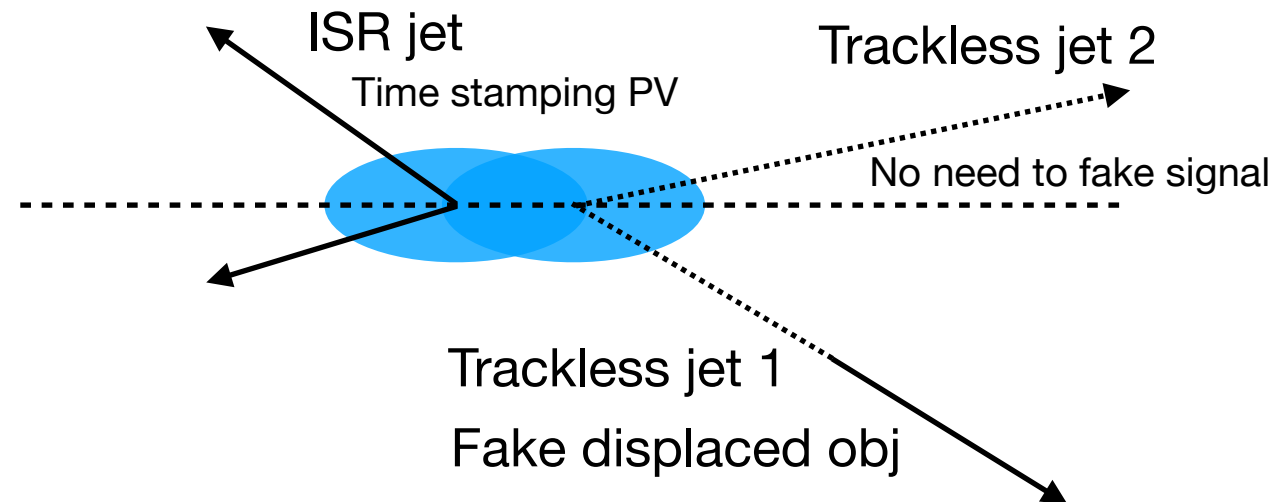 ISR jet
Time stamping PV
Trackless jet 2
No need to fake signal
Trackless jet 1
Fake displaced obj